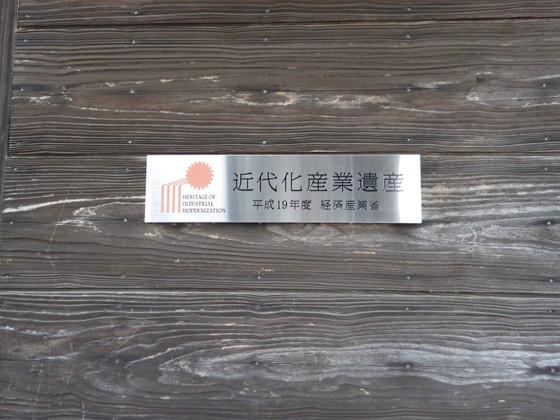 近代化産業遺産
平成19年度 経済産業省
HERITAGE OF
INDUSTRIAL
MODERNIZATION